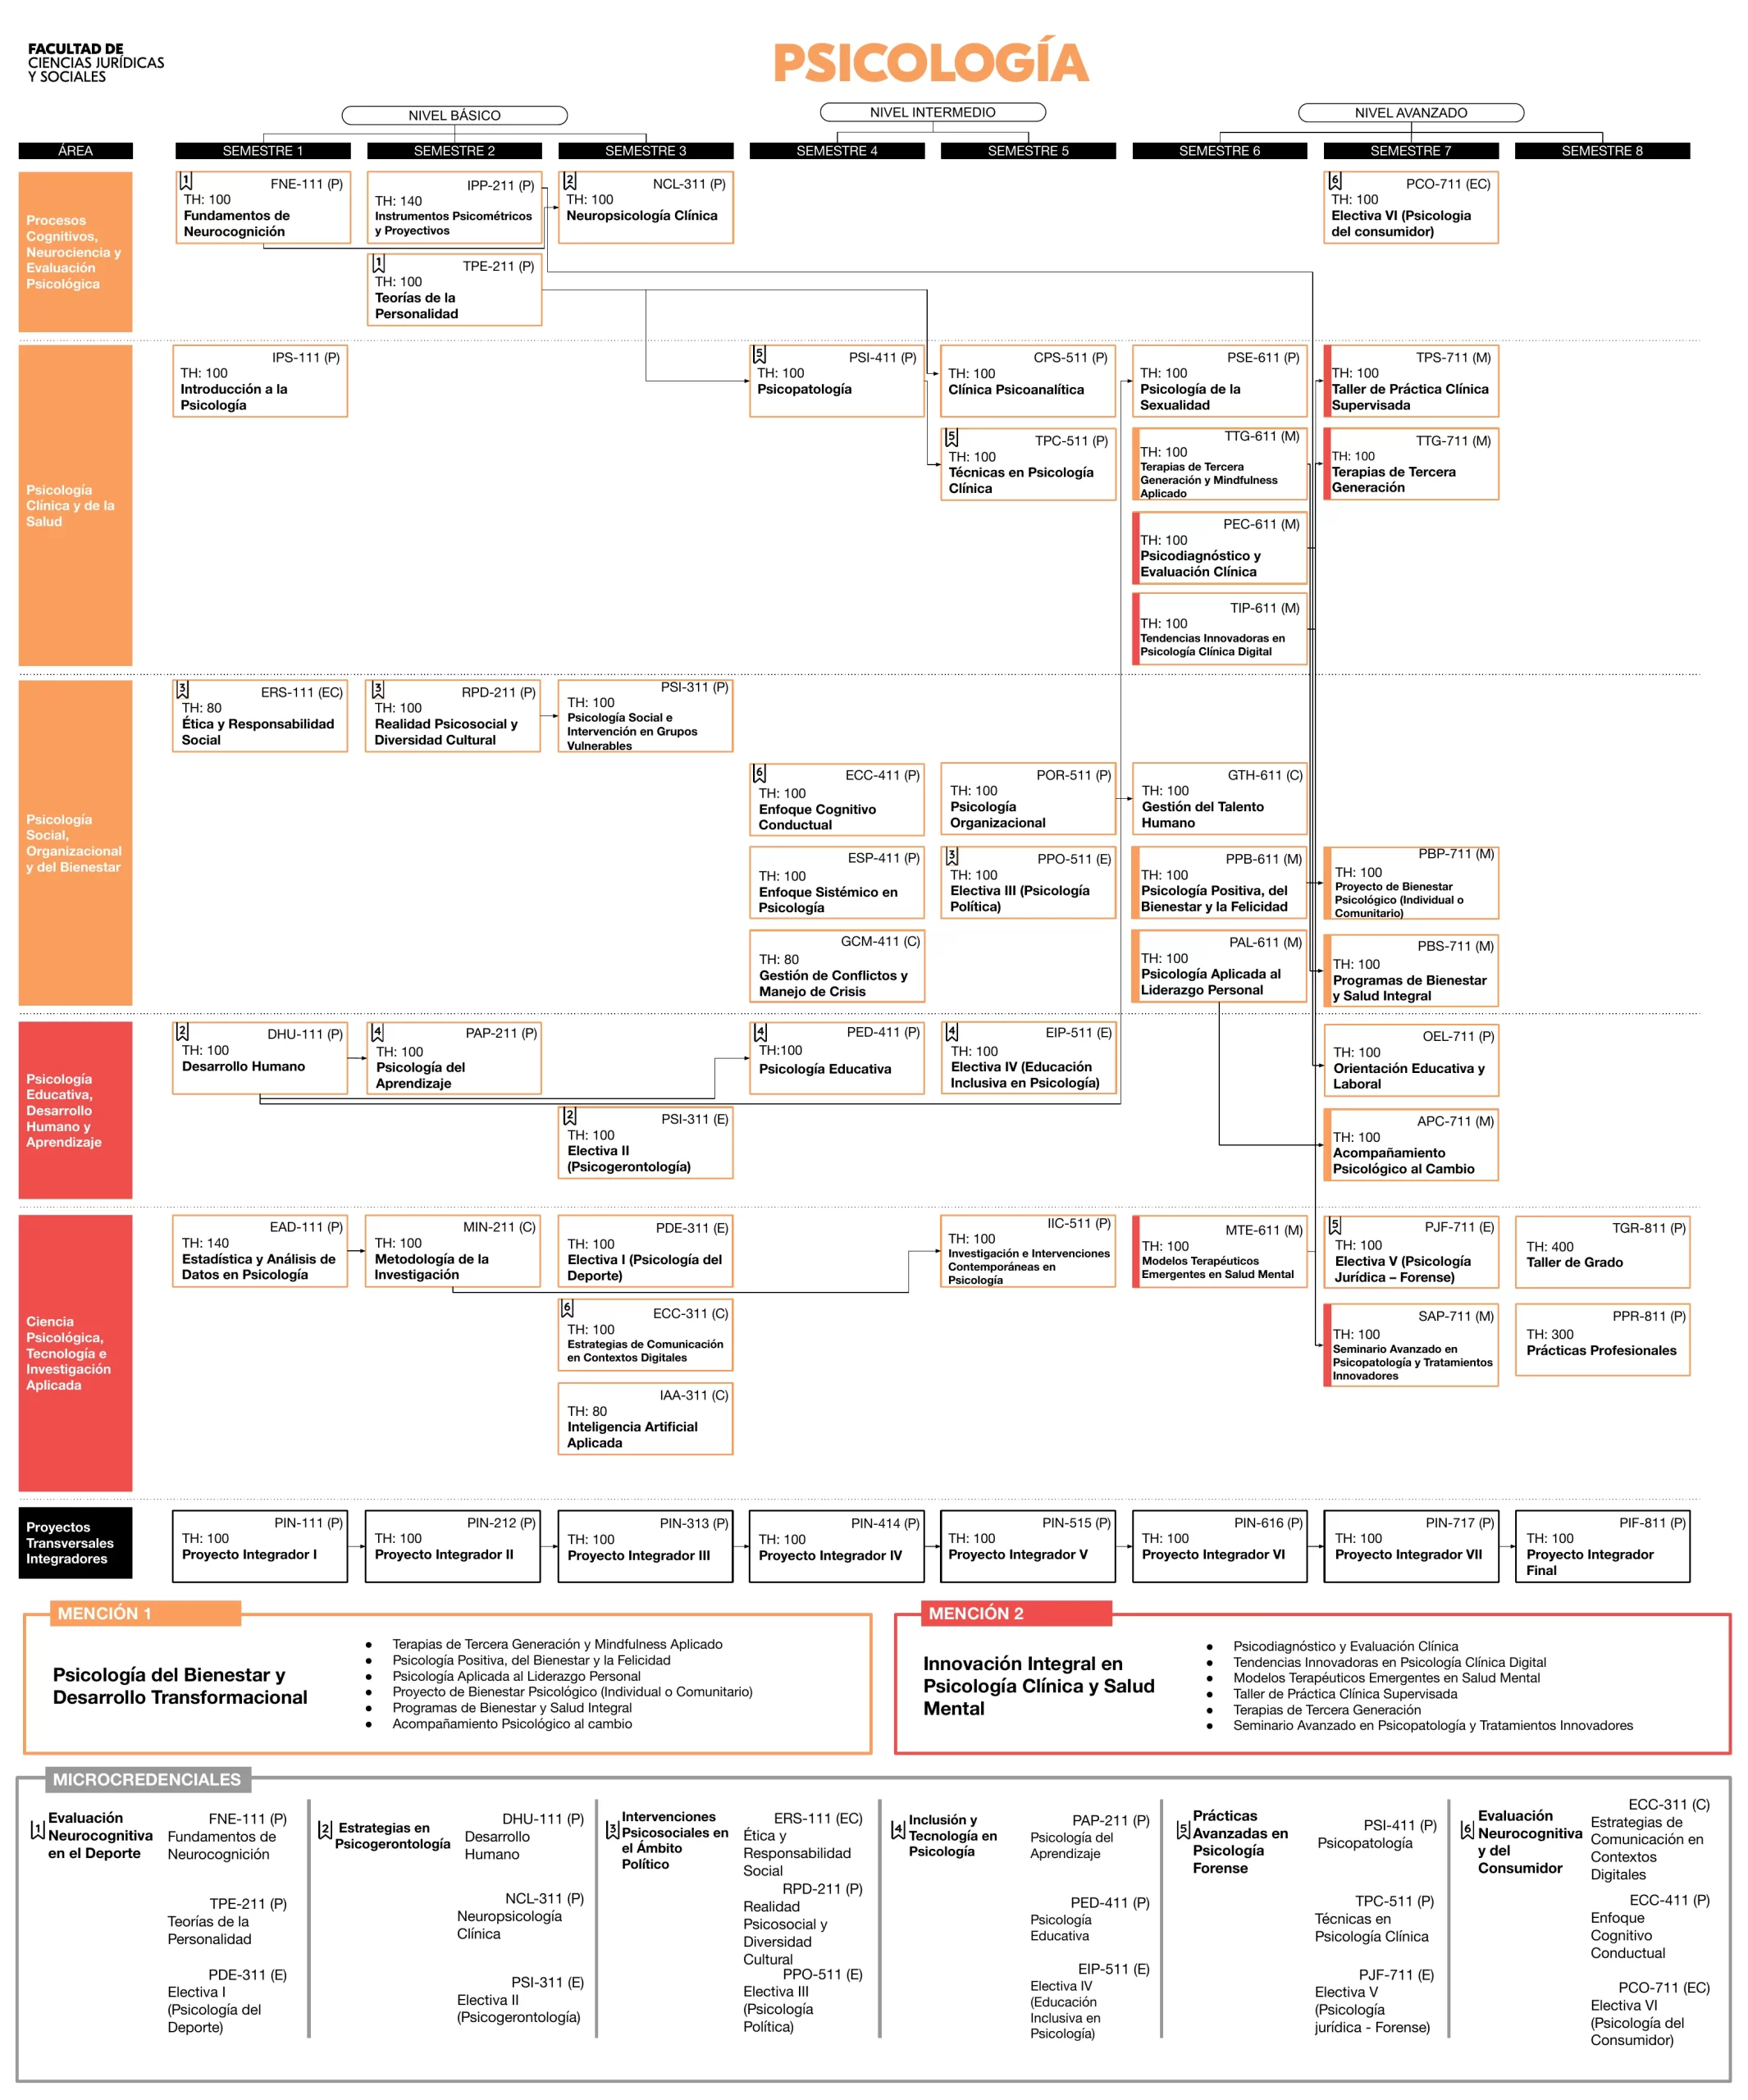 FACULTAD DE
CIENCIAS JURÍDICAS
Y SOCIALES
PSICOLOGÍA
NIVEL BÁSICO
NIVEL INTERMEDIO
NIVEL AVANZADO
ÁREA
SEMESTRE 1
SEMESTRE 2
SEMESTRE 3
SEMESTRE 4
SEMESTRE 5
SEMESTRE 6
SEMESTRE 7
SEMESTRE 8
Procesos
Cognitivos,
Neurociencia y
Evaluación
Psicológica
1
FNE-111 (P)
TH: 100
Fundamentos de
Neurocognición
IPP-211 (P)
TH: 140
Instrumentos Psicométricos
y Proyectivos
2
NCL-311 (P)
TH: 100
Neuropsicología Clínica
6
PCO-711 (EC)
TH: 100
Electiva VI (Psicologia
del consumidor)
1
TPE-211 (P)
TH: 100
Teorías de la
Personalidad
Psicología
Clínica y de la
Salud
IPS-111 (P)
TH: 100
Introducción a la
Psicología
5
PSI-411 (P)
TH: 100
Psicopatología
CPS-511 (P)
TH: 100
Clínica Psicoanalítica
PSE-611 (P)
TH: 100
Psicología de la
Sexualidad
TPS-711 (M)
TH: 100
Taller de Práctica Clínica
Supervisada
5
TPC-511 (P)
TH: 100
Técnicas en Psicología
Clínica
TTG-611 (M)
TH: 100
Terapias de Tercera
Generación y Mindfulness
Aplicado
TTG-711 (M)
TH: 100
Terapias de Tercera
Generación
PEC-611 (M)
TH: 100
Psicodiagnóstico y
Evaluación Clínica
TIP-611 (M)
TH: 100
Tendencias Innovadoras en
Psicología Clínica Digital
Psicología
Social,
Organizacional
y del Bienestar
3
ERS-111 (EC)
TH: 80
Ética y Responsabilidad
Social
3
RPD-211 (P)
TH: 100
Realidad Psicosocial y
Diversidad Cultural
PSI-311 (P)
TH: 100
Psicología Social e
Intervención en Grupos
Vulnerables
6
ECC-411 (P)
TH: 100
Enfoque Cognitivo
Conductual
POR-511 (P)
TH: 100
Psicología
Organizacional
GTH-611 (C)
TH: 100
Gestión del Talento
Humano
ESP-411 (P)
TH: 100
Enfoque Sistémico en
Psicología
3
PPO-511 (E)
TH: 100
Electiva III (Psicología
Política)
PPB-611 (M)
TH: 100
Psicología Positiva, del
Bienestar y la Felicidad
PBP-711 (M)
TH: 100
Proyecto de Bienestar
Psicológico (Individual o
Comunitario)
GCM-411 (C)
TH: 80
Gestión de Conflictos y
Manejo de Crisis
PAL-611 (M)
TH: 100
Psicología Aplicada al
Liderazgo Personal
PBS-711 (M)
TH: 100
Programas de Bienestar
y Salud Integral
Psicología
Educativa,
Desarrollo
Humano y
Aprendizaje
2
DHU-111 (P)
TH: 100
Desarrollo Humano
4
PAP-211 (P)
TH: 100
Psicología del
Aprendizaje
4
PED-411 (P)
TH:100
Psicología Educativa
4
EIP-511 (E)
TH: 100
Electiva IV (Educación
Inclusiva en Psicología)
OEL-711 (P)
TH: 100
Orientación Educativa y
Laboral
2
PSI-311 (E)
TH: 100
Electiva II
(Psicogerontología)
APC-711 (M)
TH: 100
Acompañamiento
Psicológico al Cambio
Ciencia
Psicológica,
Tecnología e
Investigación
Aplicada
EAD-111 (P)
TH: 140
Estadística y Análisis de
Datos en Psicología
MIN-211 (C)
TH: 100
Metodología de la
Investigación
PDE-311 (E)
TH: 100
Electiva I (Psicología del
Deporte)
IIC-511 (P)
TH: 100
Investigación e Intervenciones
Contemporáneas en
Psicología
MTE-611 (M)
TH: 100
Modelos Terapéuticos
Emergentes en Salud Mental
5
PJF-711 (E)
TH: 100
Electiva V (Psicología
Jurídica – Forense)
TGR-811 (P)
TH: 400
Taller de Grado
6
ECC-311 (C)
TH: 100
Estrategias de Comunicación
en Contextos Digitales
SAP-711 (M)
TH: 100
Seminario Avanzado en
Psicopatología y Tratamientos
Innovadores
PPR-811 (P)
TH: 300
Prácticas Profesionales
IAA-311 (C)
TH: 80
Inteligencia Artificial
Aplicada
Proyectos
Transversales
Integradores
PIN-111 (P)
TH: 100
Proyecto Integrador I
PIN-212 (P)
TH: 100
Proyecto Integrador II
PIN-313 (P)
TH: 100
Proyecto Integrador III
PIN-414 (P)
TH: 100
Proyecto Integrador IV
PIN-515 (P)
TH: 100
Proyecto Integrador V
PIN-616 (P)
TH: 100
Proyecto Integrador VI
PIN-717 (P)
TH: 100
Proyecto Integrador VII
PIF-811 (P)
TH: 100
Proyecto Integrador
Final
MENCIÓN 1
Psicología del Bienestar y
Desarrollo Transformacional
● Terapias de Tercera Generación y Mindfulness Aplicado
● Psicología Positiva, del Bienestar y la Felicidad
● Psicología Aplicada al Liderazgo Personal
● Proyecto de Bienestar Psicológico (Individual o Comunitario)
● Programas de Bienestar y Salud Integral
● Acompañamiento Psicológico al cambio
MENCIÓN 2
Innovación Integral en
Psicología Clínica y Salud
Mental
● Psicodiagnóstico y Evaluación Clínica
● Tendencias Innovadoras en Psicología Clínica Digital
● Modelos Terapéuticos Emergentes en Salud Mental
● Taller de Práctica Clínica Supervisada
● Terapias de Tercera Generación
● Seminario Avanzado en Psicopatología y Tratamientos Innovadores
MICROCREDENCIALES
1
Evaluación
Neurocognitiva
en el Deporte
FNE-111 (P)
Fundamentos de
Neurocognición
TPE-211 (P)
Teorías de la
Personalidad
PDE-311 (E)
Electiva I
(Psicología del
Deporte)
2
Estrategias en
Psicogerontología
DHU-111 (P)
Desarrollo
Humano
NCL-311 (P)
Neuropsicología
Clínica
PSI-311 (E)
Electiva II
(Psicogerontología)
3
Intervenciones
Psicosociales en
el Ámbito
Político
ERS-111 (EC)
Ética y
Responsabilidad
Social
RPD-211 (P)
Realidad
Psicosocial y
Diversidad
Cultural
PPO-511 (E)
Electiva III
(Psicología
Política)
4
Inclusión y
Tecnología en
Psicología
PAP-211 (P)
Psicología del
Aprendizaje
PED-411 (P)
Psicología
Educativa
EIP-511 (E)
Electiva IV
(Educación
Inclusiva en
Psicología)
5
Prácticas
Avanzadas en
Psicología
Forense
PSI-411 (P)
Psicopatología
TPC-511 (P)
Técnicas en
Psicología Clínica
PJF-711 (E)
Electiva V
(Psicología
jurídica - Forense)
6
Evaluación
Neurocognitiva
y del
Consumidor
ECC-311 (C)
Estrategias de
Comunicación en
Contextos
Digitales
ECC-411 (P)
Enfoque
Cognitivo
Conductual
PCO-711 (EC)
Electiva VI
(Psicología del
Consumidor)